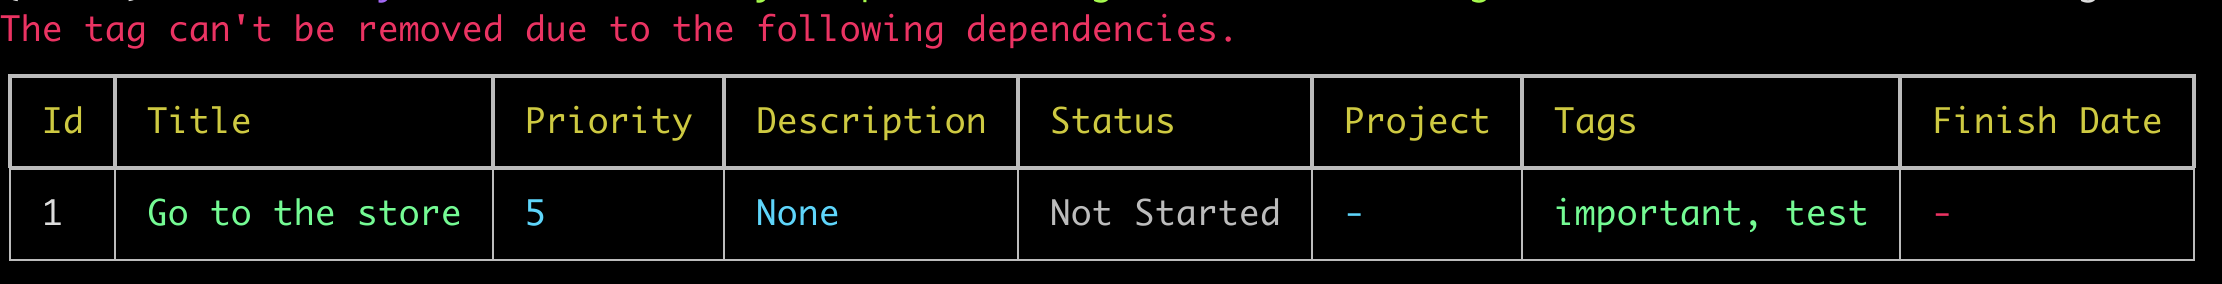 The tag can't be removed due to the following dependencies.
Id Title Priority Description Status Project Tags Finish Date
1 Go to the store 5 None Not Started - important, test -